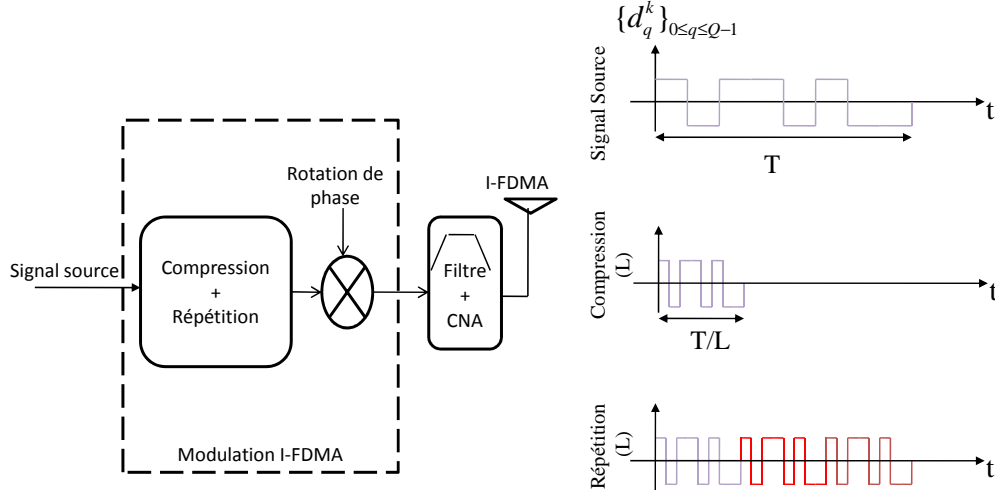 Signal source
Compression
+
Répétition
Rotation de
phase
Filtre
+
CNA
I-FDMA
Modulation I-FDMA
{d_q^k}_{0≤q≤Q−1}
Signal Source
t
T
Compression
(L)
t
T/L
Répétition
(L)
t